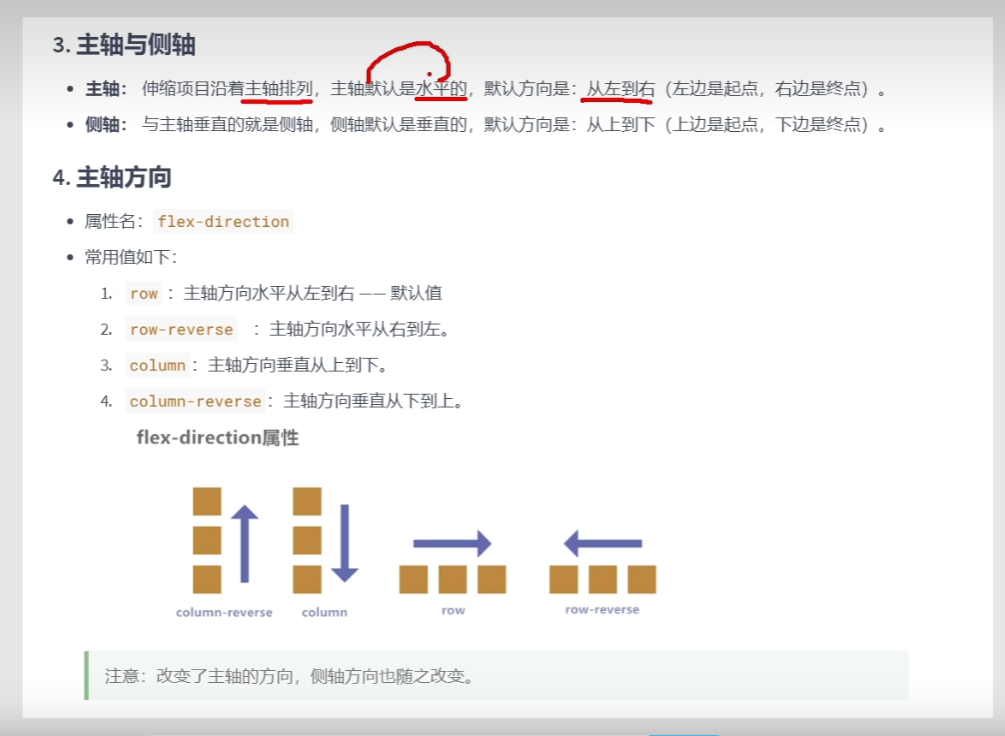 3. 主轴与侧轴
• 主轴： 伸缩项目沿着主轴排列，主轴默认是水平的，默认方向是：从左到右（左边是起点，右边是终点）。
• 侧轴： 与主轴垂直的就是侧轴，侧轴默认是垂直的，默认方向是：从上到下（上边是起点，下边是终点）。
4. 主轴方向
• 属性名： flex-direction
• 常用值如下：
1. row ：主轴方向水平从左到右 —— 默认值
2. row-reverse ：主轴方向水平从右到左。
3. column ：主轴方向垂直从上到下。
4. column-reverse ：主轴方向垂直从下到上。
flex-direction属性
column-reverse column row row-reverse
注意：改变了主轴的方向，侧轴方向也随之改变。